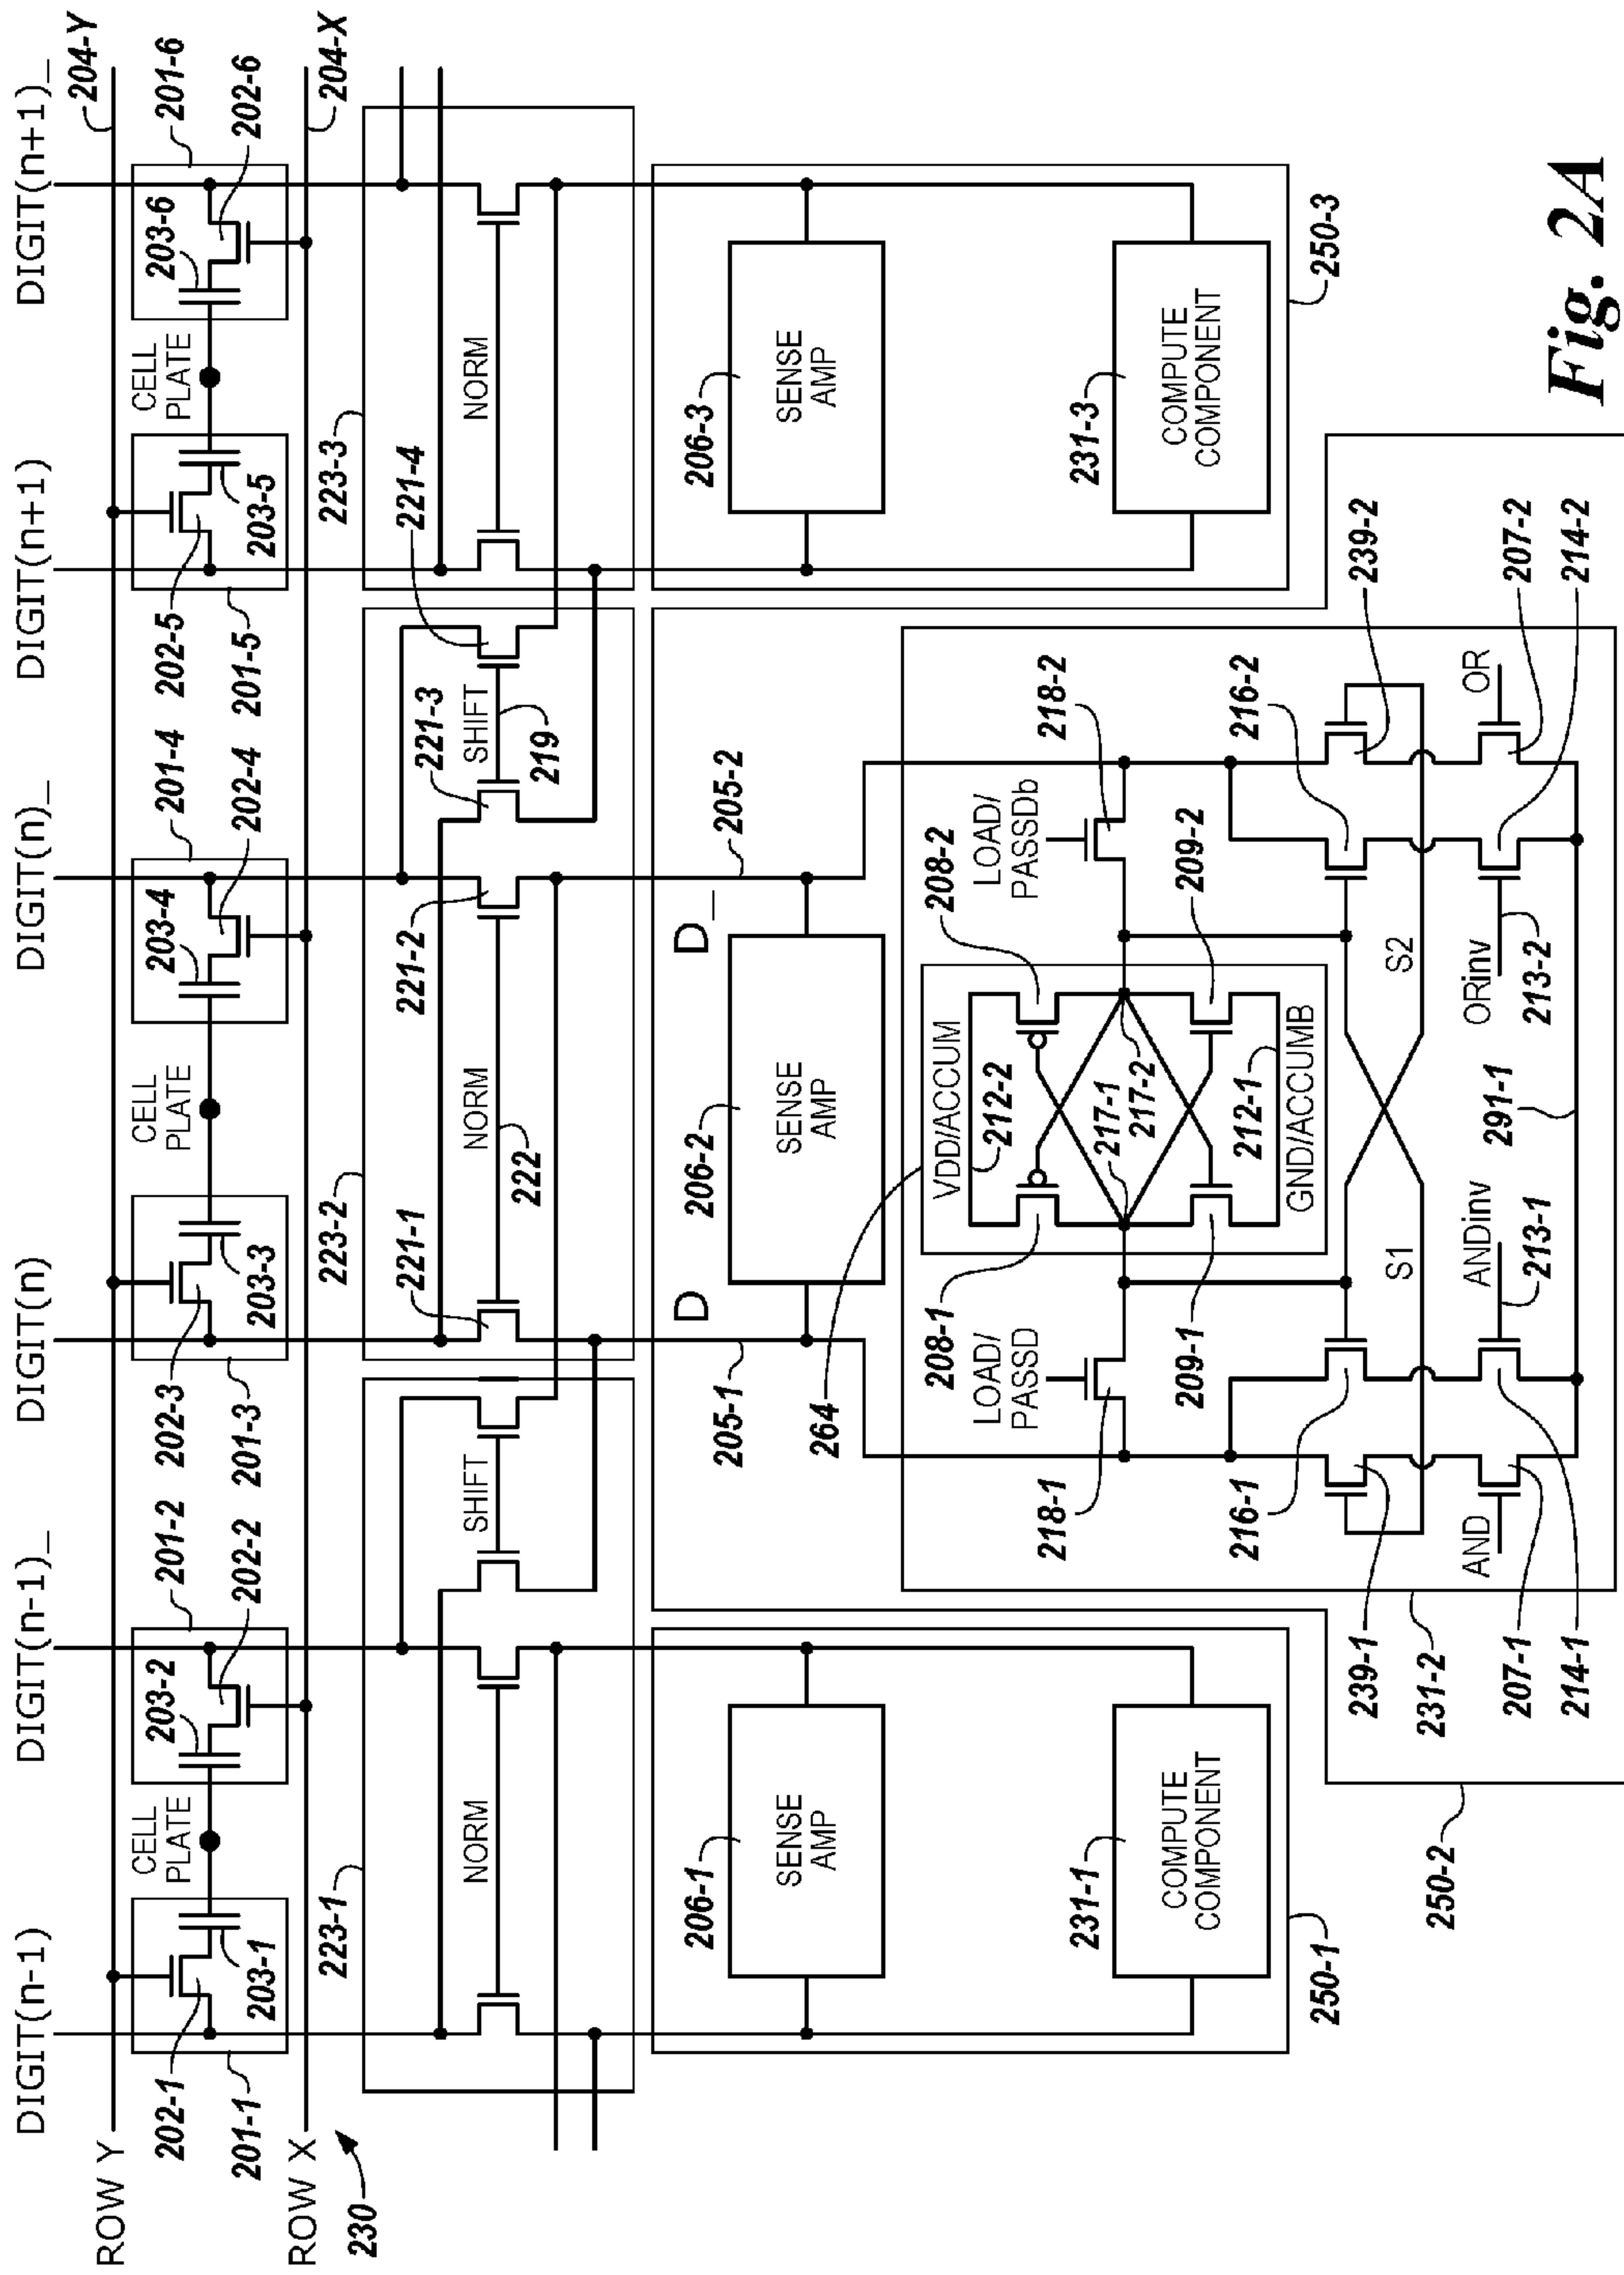 DIGIT(n-1)
DIGIT(n-1)_
DIGIT(n)
DIGIT(n)_
DIGIT(n+1)
DIGIT(n+1)_
ROW Y
204-Y
202-1
203-1
201-1
CELL
PLATE
203-2
201-2
202-2
202-3
203-3
201-3
CELL
PLATE
203-4
201-4
202-4
202-5
203-5
201-5
CELL
PLATE
203-6
201-6
202-6
ROW X
204-X
230
223-1
223-2
223-3
NORM
SHIFT
221-1
NORM
222
221-2
221-3
SHIFT
219
221-4
NORM
205-1
D
D_
205-2
206-1
SENSE
AMP
206-2
SENSE
AMP
206-3
SENSE
AMP
231-1
COMPUTE
COMPONENT
250-1
231-3
COMPUTE
COMPONENT
250-3
264
VDD/ACCUM
212-2
208-1
208-2
LOAD/
PASSD
218-1
217-1
217-2
LOAD/
PASSDb
218-2
209-1
209-2
212-1
GND/ACCUMB
216-1
216-2
239-1
S1
S2
239-2
231-2
250-2
AND
207-1
ANDinv
213-1
214-1
291-1
ORinv
213-2
OR
207-2
214-2
Fig. 2A